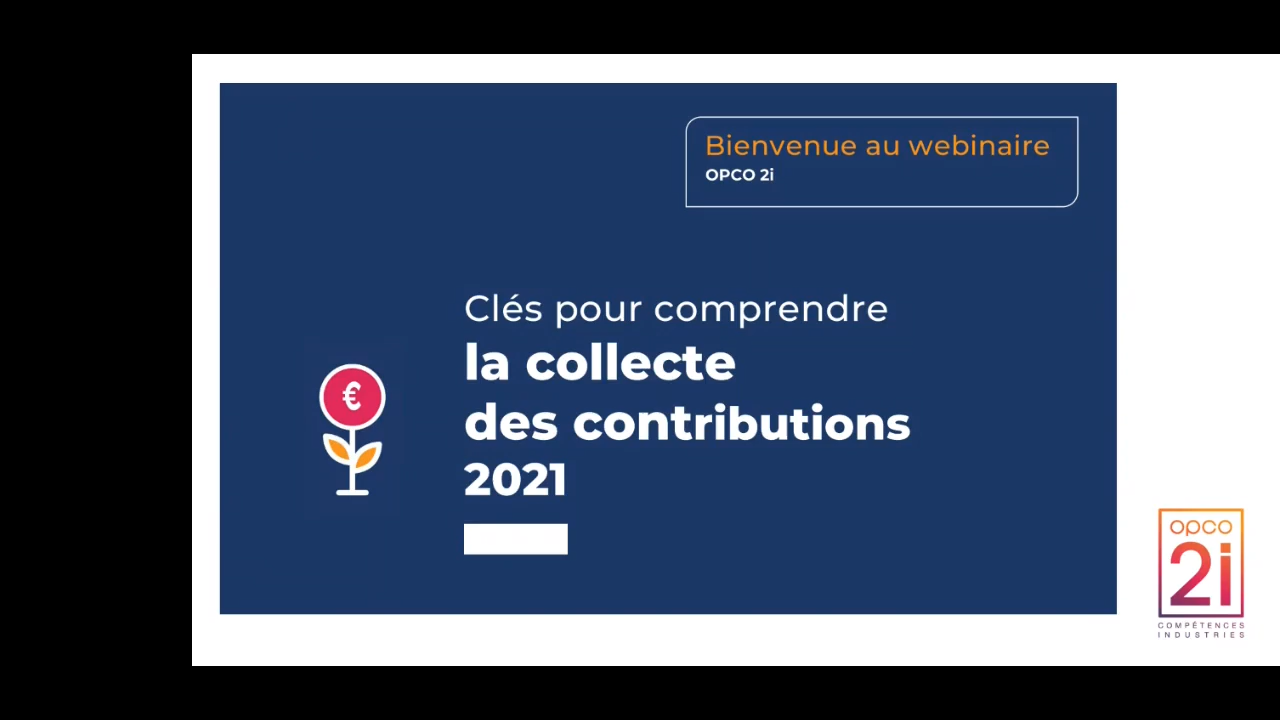 Bienvenue au webinaire
OPCO 2i
Clés pour comprendre
la collecte
des contributions
2021
€
opco
2i
COMPÉTENCES
INDUSTRIES